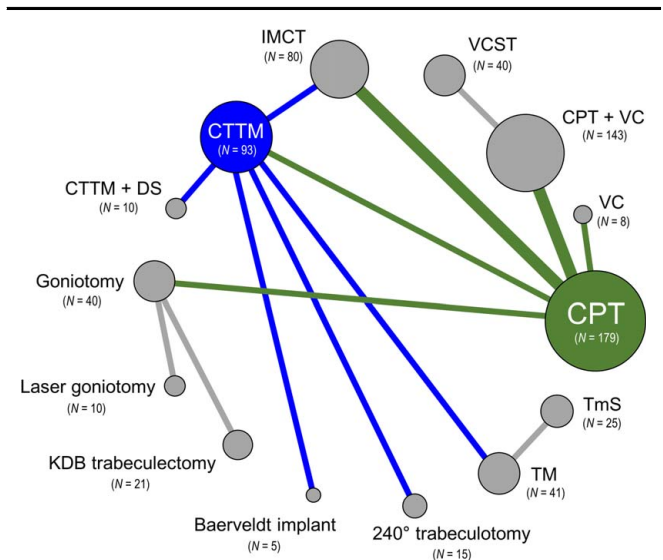 IMCT
(N = 80)
VCST
(N = 40)
CTTM
(N = 93)
CPT + VC
(N = 143)
CTTM + DS
(N = 10)
VC
(N = 8)
Goniotomy
(N = 40)
CPT
(N = 179)
Laser goniotomy
(N = 10)
TmS
(N = 25)
KDB trabeculectomy
(N = 21)
TM
(N = 41)
Baerveldt implant
(N = 5)
240° trabeculotomy
(N = 15)